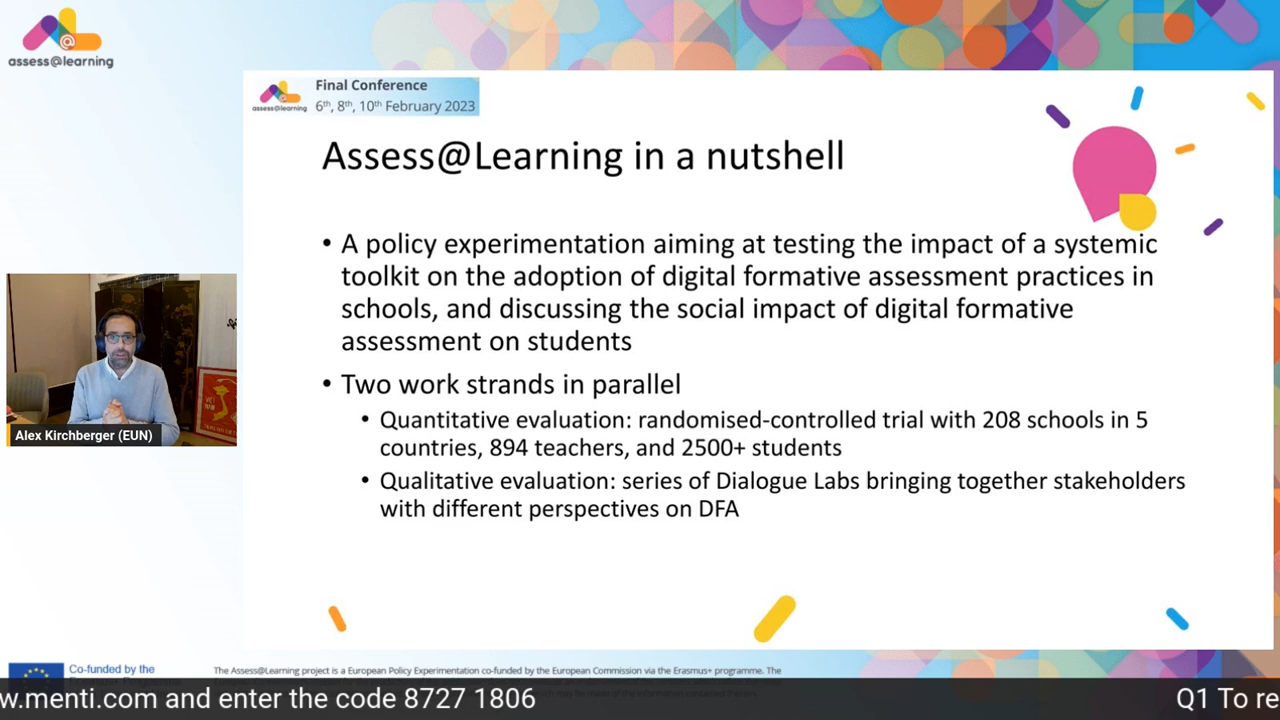 assess@learning
assess@learning
Final Conference
6th, 8th, 10th February 2023
Assess@Learning in a nutshell
• A policy experimentation aiming at testing the impact of a systemic
toolkit on the adoption of digital formative assessment practices in
schools, and discussing the social impact of digital formative
assessment on students
• Two work strands in parallel
• Quantitative evaluation: randomised-controlled trial with 208 schools in 5
countries, 894 teachers, and 2500+ students
• Qualitative evaluation: series of Dialogue Labs bringing together stakeholders
with different perspectives on DFA
Alex Kirchberger (EUN)
Co-funded by the
The Assess@Learning project is a European Policy Experimentation co-funded by the European Commission via the Erasmus+ programme. The
w.menti.com and enter the code 8727 1806
Q1 To re